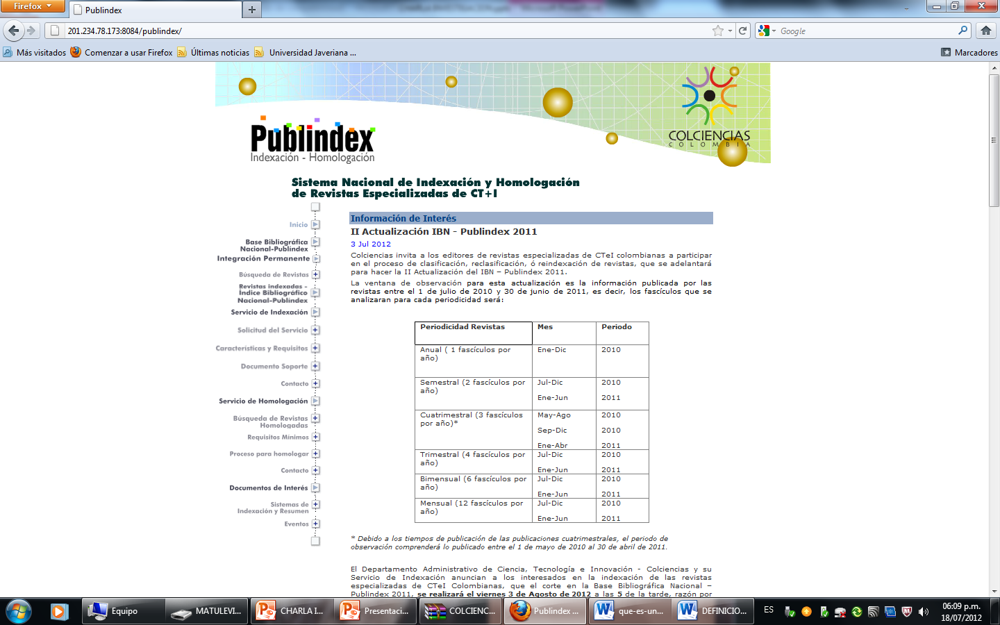 Firefox
Publindex
201.234.78.173:8084/publindex/
Google
Más visitados
Comenzar a usar Firefox
Últimas noticias
Universidad Javeriana ...
Marcadores
Publindex
Indexación - Homologación
COLCIENCIAS
COLOMBIA
Sistema Nacional de Indexación y Homologación
de Revistas Especializadas de CT+I
Inicio
Base Bibliográfica
Nacional-Publindex
Integración Permanente
Búsqueda de Revistas
Revistas indexadas -
Índice Bibliográfico
Nacional-Publindex
Servicio de Indexación
Solicitud del Servicio
Características y Requisitos
Documento Soporte
Contacto
Servicio de Homologación
Búsqueda de Revistas
Homologadas
Requisitos Mínimos
Proceso para homologar
Contacto
Documentos de Interés
Sistemas de
Indexación y Resumen
Eventos
Información de Interés
II Actualización IBN - Publindex 2011
3 Jul 2012
Colciencias invita a los editores de revistas especializadas de CTeI colombianas a participar
en el proceso de clasificación, reclasificación, ó reindexación de revistas, que se adelantará
para hacer la II Actualización del IBN – Publindex 2011.
La ventana de observación para esta actualización es la información publicada por las
revistas entre el 1 de julio de 2010 y 30 de junio de 2011, es decir, los fascículos que se
analizaran para cada periodicidad será:
Periodicidad Revistas Mes Periodo
Anual ( 1 fascículos por Ene-Dic 2010
año)
Semestral (2 fascículos por Jul-Dic 2010
año)
Ene-Jun 2011
Cuatrimestral (3 fascículos May-Ago 2010
por año)*
Sep-Dic 2010
Ene-Abr 2011
Trimestral (4 fascículos por Jul-Dic 2010
año)
Ene-Jun 2011
Bimensual (6 fascículos por Jul-Dic 2010
año)
Ene-Jun 2011
Mensual (12 fascículos por Jul-Dic 2010
año)
Ene-Jun 2011
* Debido a los tiempos de publicación de las publicaciones cuatrimestrales, el periodo de
observación comprenderá lo publicado entre el 1 de mayo de 2010 al 30 de abril de 2011.
El Departamento Administrativo de Ciencia, Tecnología e Innovación - Colciencias y su
Servicio de Indexación anuncian a los interesados en la indexación de las revistas
especializadas de CTeI Colombianas, que el corte en la Base Bibliográfica Nacional –
Publindex 2011, se realizará el viernes 3 de Agosto de 2012 a las 5 de la tarde, razón por
Equipo
MATULEVI...
CHARLA I...
Presentaci...
COLCIENC...
Publindex ...
que-es-un...
DEFINICIO...
ES
06:09 p.m.
18/07/2012